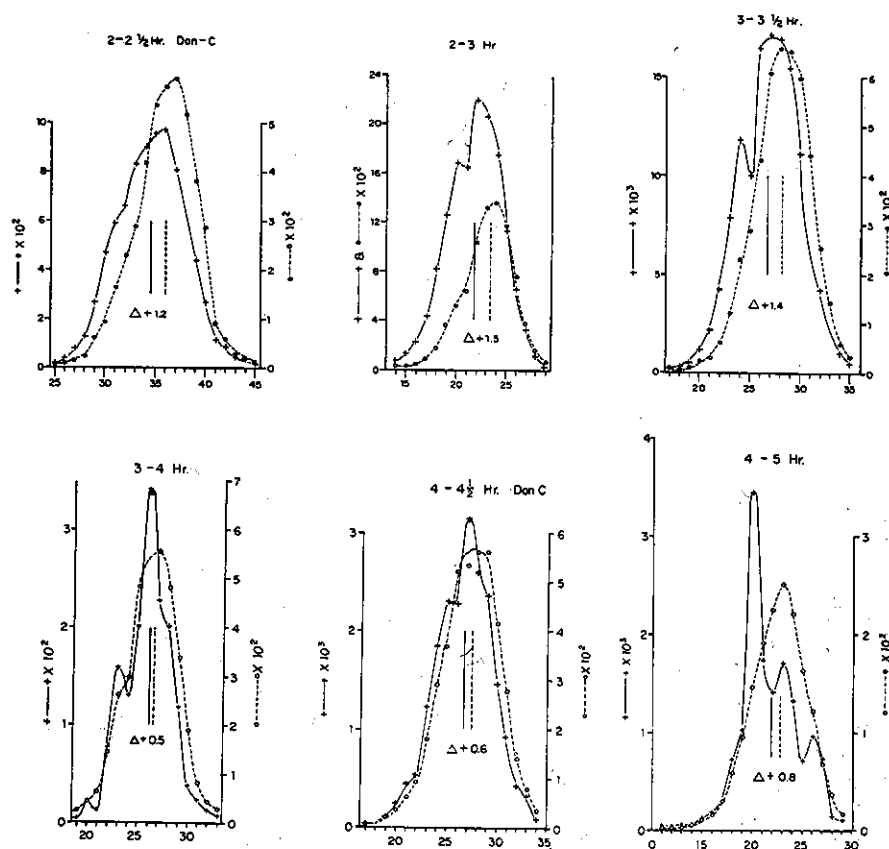 2-2 ½ Hr. Don-C
10
8
6
4
2
0
+——• X 10²
5
4
3
2
1
0
o-----o X 10²
Δ + 1.2
25 30 35 40 45
2-3 Hr
24
20
16
12
8
4
0
+——+ & o-----o X 10²
Δ + 1.5
15 20 25
3-3 ½ Hr.
15
10
5
0
+——+ X 10³
6
5
4
3
2
1
0
o-----o X 10²
Δ + 1.4
20 25 30 35
3-4 Hr.
3
2
1
0
+——+ X 10²
7
6
5
4
3
2
1
0
o-----o X 10²
Δ + 0.5
20 25 30
4-4 ½ Hr. Don C
3
2
1
0
+——+ X 10³
6
5
4
3
2
1
0
o-----o X 10²
Δ + 0.6
20 25 30 35
4 - 5 Hr.
4
3
2
1
0
+——+ X 10³
3
2
1
0
o-----o X 10²
Δ + 0.8
0 10 15 20 25 30